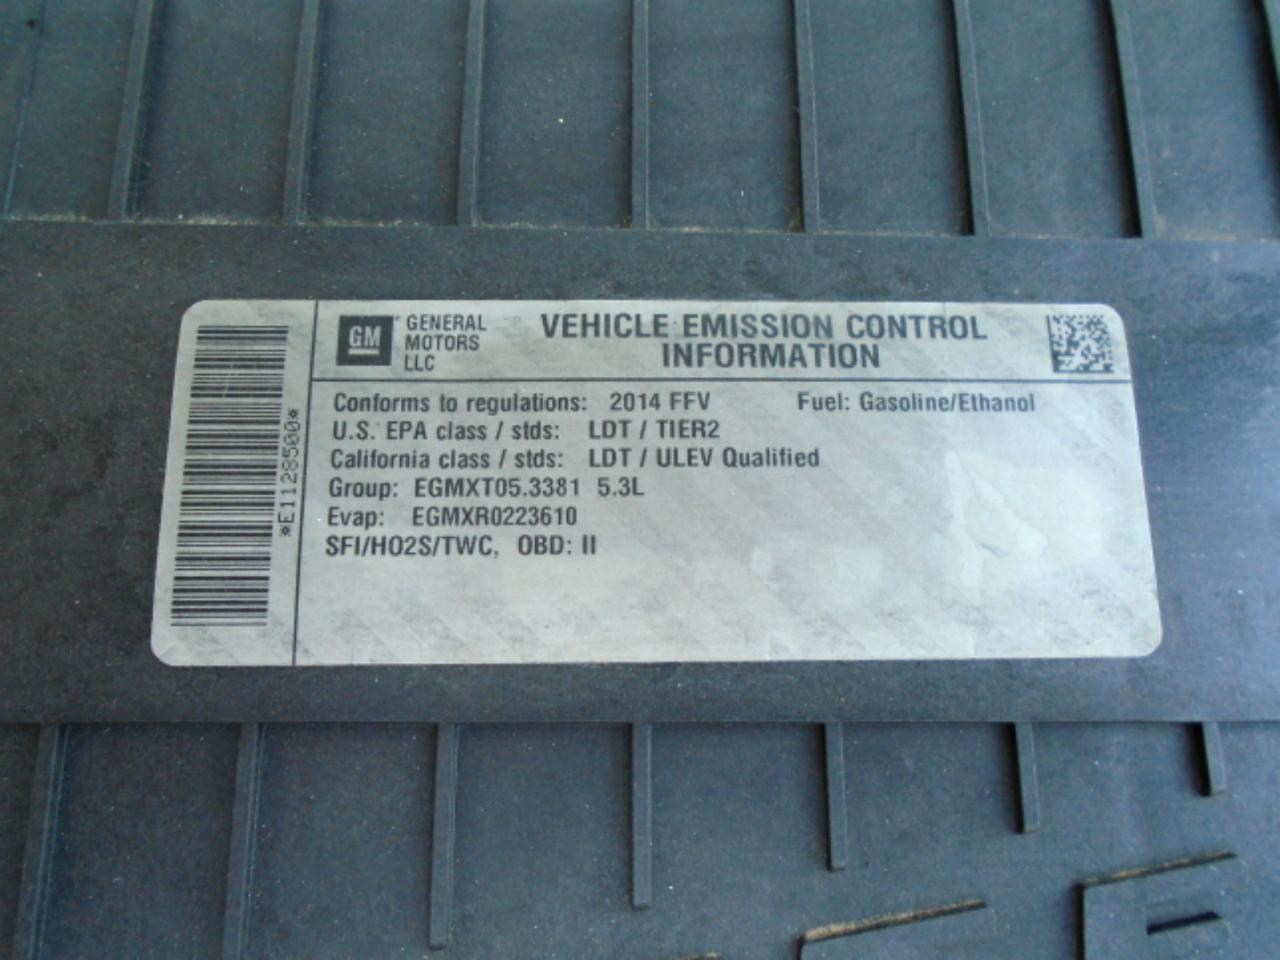 GM
GENERAL
MOTORS
LLC
VEHICLE EMISSION CONTROL
INFORMATION
Conforms to regulations: 2014 FFV Fuel: Gasoline/Ethanol
U.S. EPA class / stds: LDT / TIER2
California class / stds: LDT / ULEV Qualified
Group: EGMXT05.3381 5.3L
Evap: EGMXR0223610
SFI/HO2S/TWC, OBD: II
*E1128500*